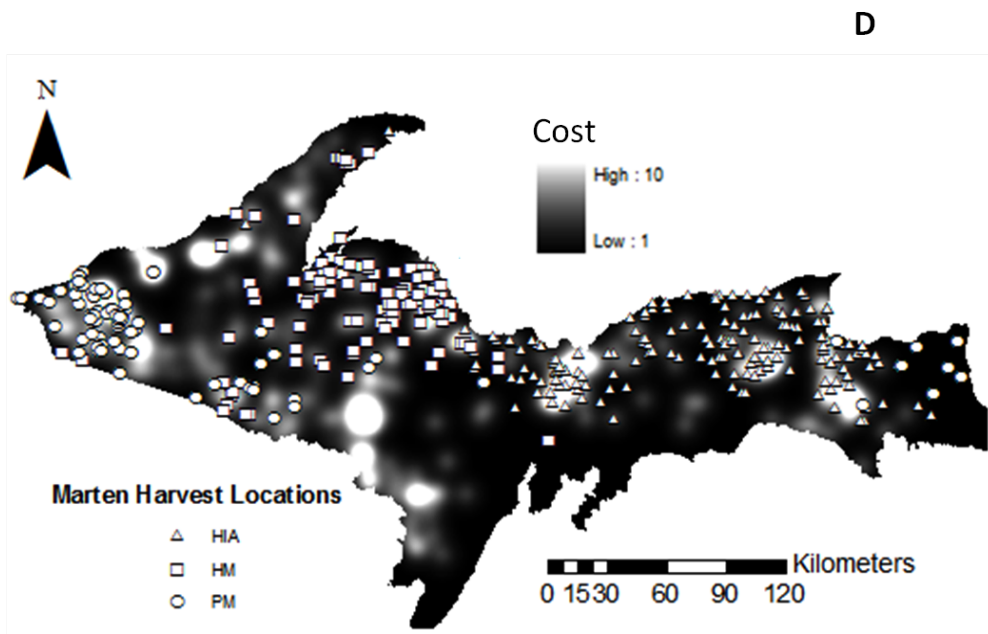 D
N
Cost
High : 10
Low : 1
Marten Harvest Locations
HIA
HM
PM
Kilometers
0 15 30 60 90 120